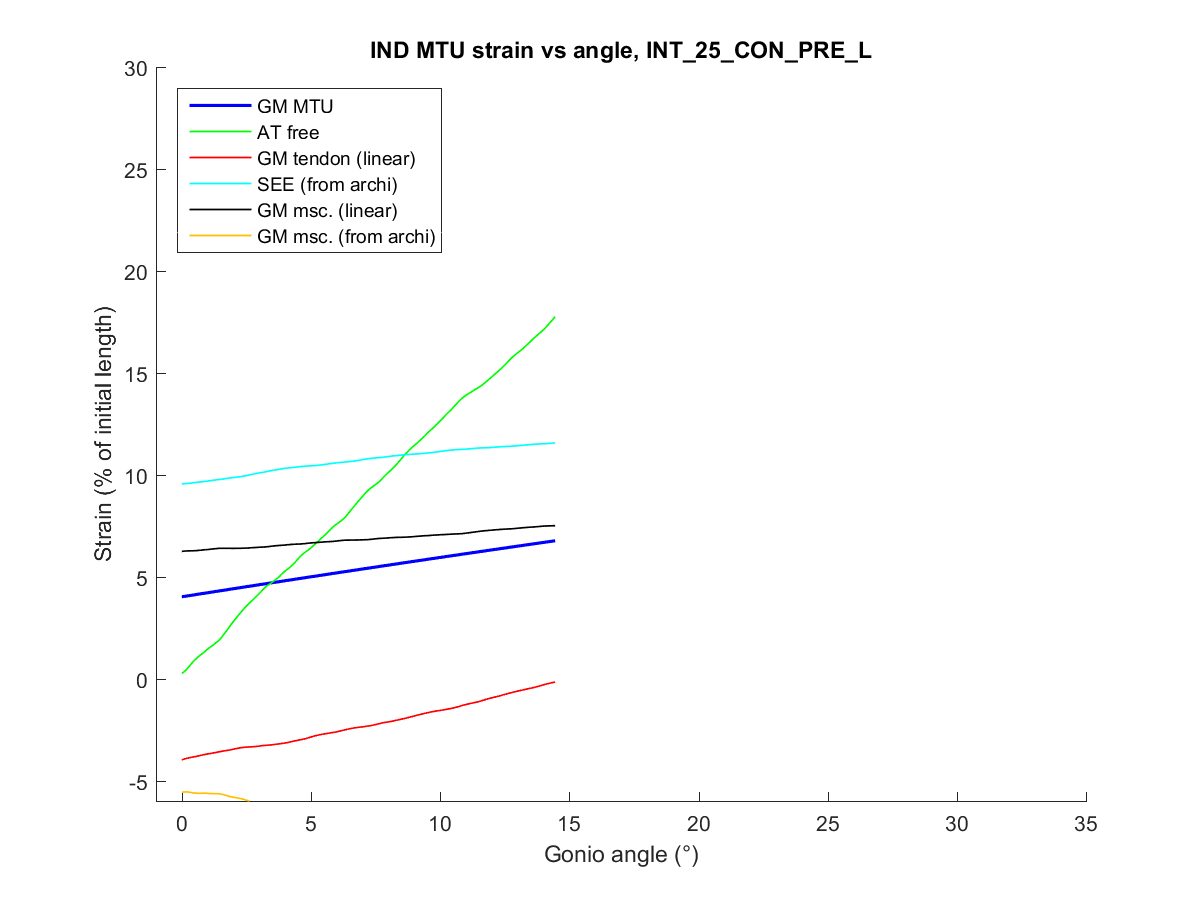 IND MTU strain vs angle, INT_25_CON_PRE_L
30
25
20
15
10
5
0
-5
Strain (% of initial length)
GM MTU
AT free
GM tendon (linear)
SEE (from archi)
GM msc. (linear)
GM msc. (from archi)
0 5 10 15 20 25 30 35
Gonio angle (°)